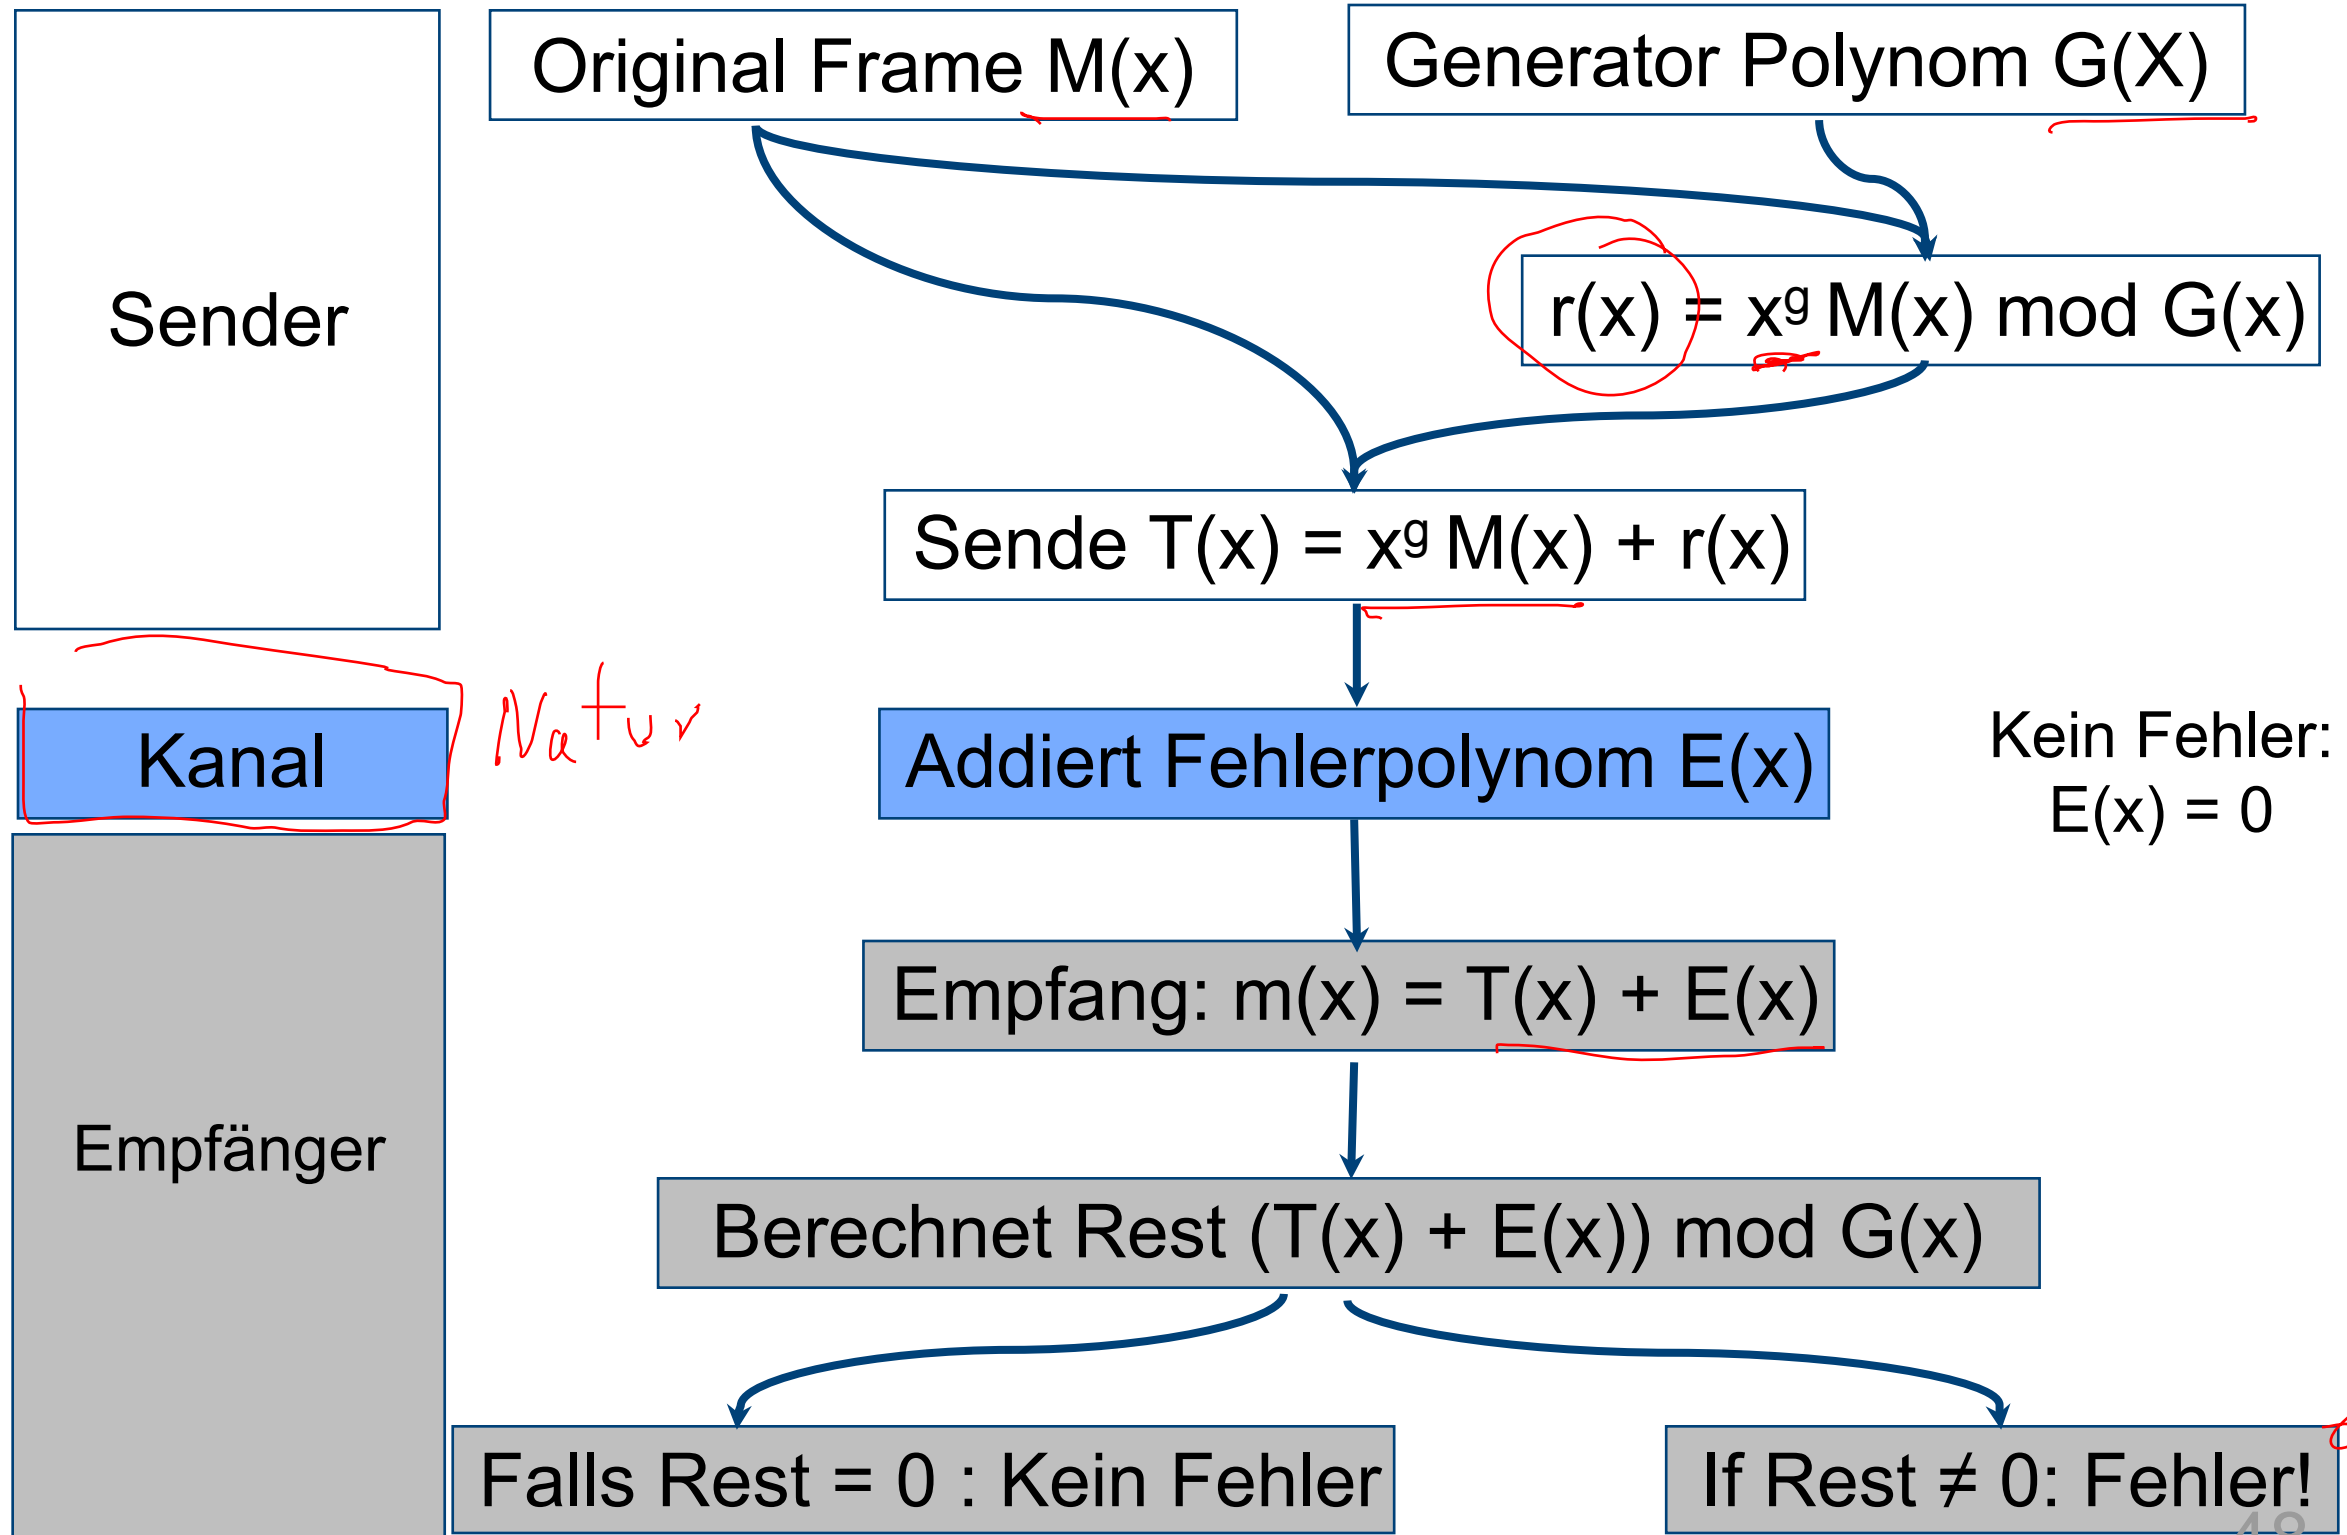 Original Frame M(x)
Generator Polynom G(X)
Sender
r(x) = x^g M(x) mod G(x)
Sende T(x) = x^g M(x) + r(x)
Kanal
Natur
Addiert Fehlerpolynom E(x)
Kein Fehler:
E(x) = 0
Empfang: m(x) = T(x) + E(x)
Empfänger
Berechnet Rest (T(x) + E(x)) mod G(x)
Falls Rest = 0 : Kein Fehler
If Rest ≠ 0: Fehler!
48